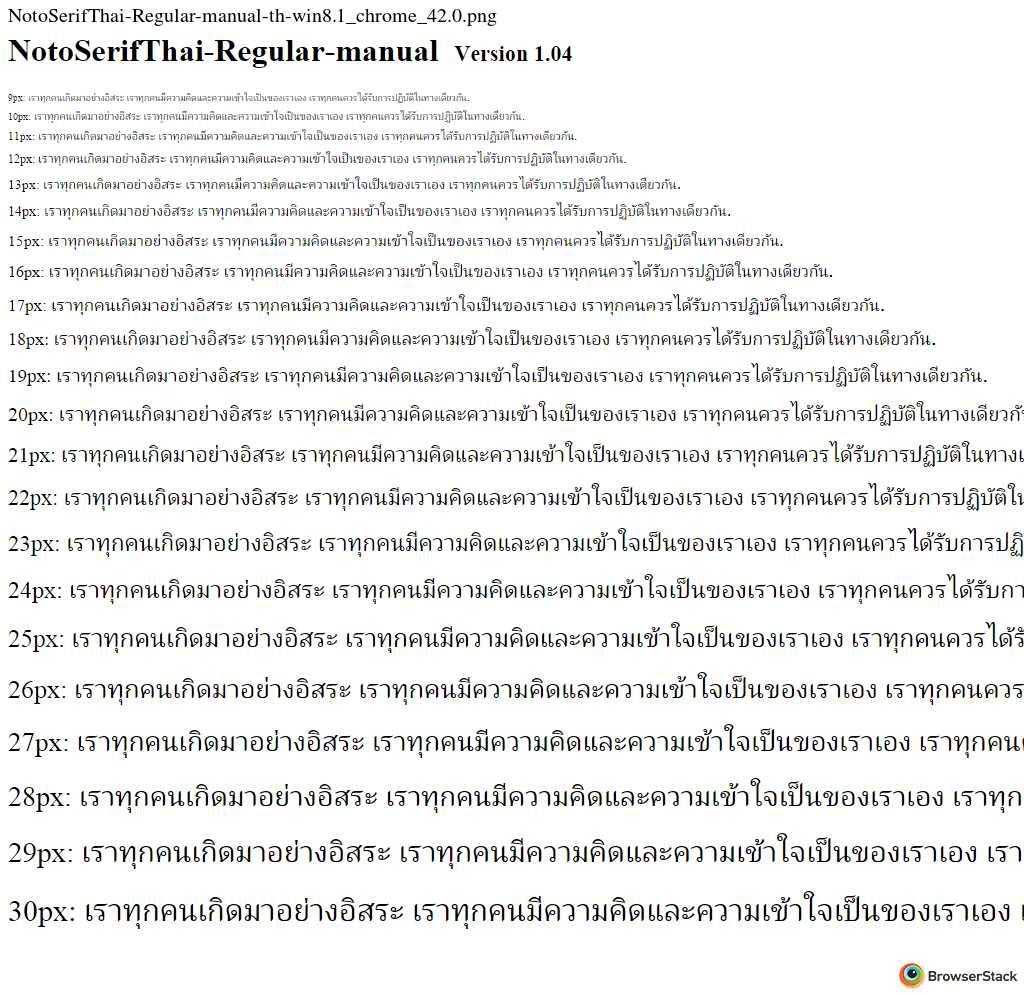 NotoSerifThai-Regular-manual-th-win8.1_chrome_42.0.png
NotoSerifThai-Regular-manual Version 1.04
9px: เราทุกคนเกิดมาอย่างอิสระ เราทุกคนมีความคิดและความเข้าใจเป็นของเราเอง เราทุกคนควรได้รับการปฏิบัติในทางเดียวกัน.
10px: เราทุกคนเกิดมาอย่างอิสระ เราทุกคนมีความคิดและความเข้าใจเป็นของเราเอง เราทุกคนควรได้รับการปฏิบัติในทางเดียวกัน.
11px: เราทุกคนเกิดมาอย่างอิสระ เราทุกคนมีความคิดและความเข้าใจเป็นของเราเอง เราทุกคนควรได้รับการปฏิบัติในทางเดียวกัน.
12px: เราทุกคนเกิดมาอย่างอิสระ เราทุกคนมีความคิดและความเข้าใจเป็นของเราเอง เราทุกคนควรได้รับการปฏิบัติในทางเดียวกัน.
13px: เราทุกคนเกิดมาอย่างอิสระ เราทุกคนมีความคิดและความเข้าใจเป็นของเราเอง เราทุกคนควรได้รับการปฏิบัติในทางเดียวกัน.
14px: เราทุกคนเกิดมาอย่างอิสระ เราทุกคนมีความคิดและความเข้าใจเป็นของเราเอง เราทุกคนควรได้รับการปฏิบัติในทางเดียวกัน.
15px: เราทุกคนเกิดมาอย่างอิสระ เราทุกคนมีความคิดและความเข้าใจเป็นของเราเอง เราทุกคนควรได้รับการปฏิบัติในทางเดียวกัน.
16px: เราทุกคนเกิดมาอย่างอิสระ เราทุกคนมีความคิดและความเข้าใจเป็นของเราเอง เราทุกคนควรได้รับการปฏิบัติในทางเดียวกัน.
17px: เราทุกคนเกิดมาอย่างอิสระ เราทุกคนมีความคิดและความเข้าใจเป็นของเราเอง เราทุกคนควรได้รับการปฏิบัติในทางเดียวกัน.
18px: เราทุกคนเกิดมาอย่างอิสระ เราทุกคนมีความคิดและความเข้าใจเป็นของเราเอง เราทุกคนควรได้รับการปฏิบัติในทางเดียวกัน.
19px: เราทุกคนเกิดมาอย่างอิสระ เราทุกคนมีความคิดและความเข้าใจเป็นของเราเอง เราทุกคนควรได้รับการปฏิบัติในทางเดียวกัน.
20px: เราทุกคนเกิดมาอย่างอิสระ เราทุกคนมีความคิดและความเข้าใจเป็นของเราเอง เราทุกคนควรได้รับการปฏิบัติในทางเดียวกั
21px: เราทุกคนเกิดมาอย่างอิสระ เราทุกคนมีความคิดและความเข้าใจเป็นของเราเอง เราทุกคนควรได้รับการปฏิบัติในทางเ
22px: เราทุกคนเกิดมาอย่างอิสระ เราทุกคนมีความคิดและความเข้าใจเป็นของเราเอง เราทุกคนควรได้รับการปฏิบัติใน
23px: เราทุกคนเกิดมาอย่างอิสระ เราทุกคนมีความคิดและความเข้าใจเป็นของเราเอง เราทุกคนควรได้รับการปฏิ
24px: เราทุกคนเกิดมาอย่างอิสระ เราทุกคนมีความคิดและความเข้าใจเป็นของเราเอง เราทุกคนควรได้รับกา
25px: เราทุกคนเกิดมาอย่างอิสระ เราทุกคนมีความคิดและความเข้าใจเป็นของเราเอง เราทุกคนควรได้รั
26px: เราทุกคนเกิดมาอย่างอิสระ เราทุกคนมีความคิดและความเข้าใจเป็นของเราเอง เราทุกคนควร
27px: เราทุกคนเกิดมาอย่างอิสระ เราทุกคนมีความคิดและความเข้าใจเป็นของเราเอง เราทุกคน
28px: เราทุกคนเกิดมาอย่างอิสระ เราทุกคนมีความคิดและความเข้าใจเป็นของเราเอง เราทุก
29px: เราทุกคนเกิดมาอย่างอิสระ เราทุกคนมีความคิดและความเข้าใจเป็นของเราเอง เรา
30px: เราทุกคนเกิดมาอย่างอิสระ เราทุกคนมีความคิดและความเข้าใจเป็นของเราเอง เ
BrowserStack